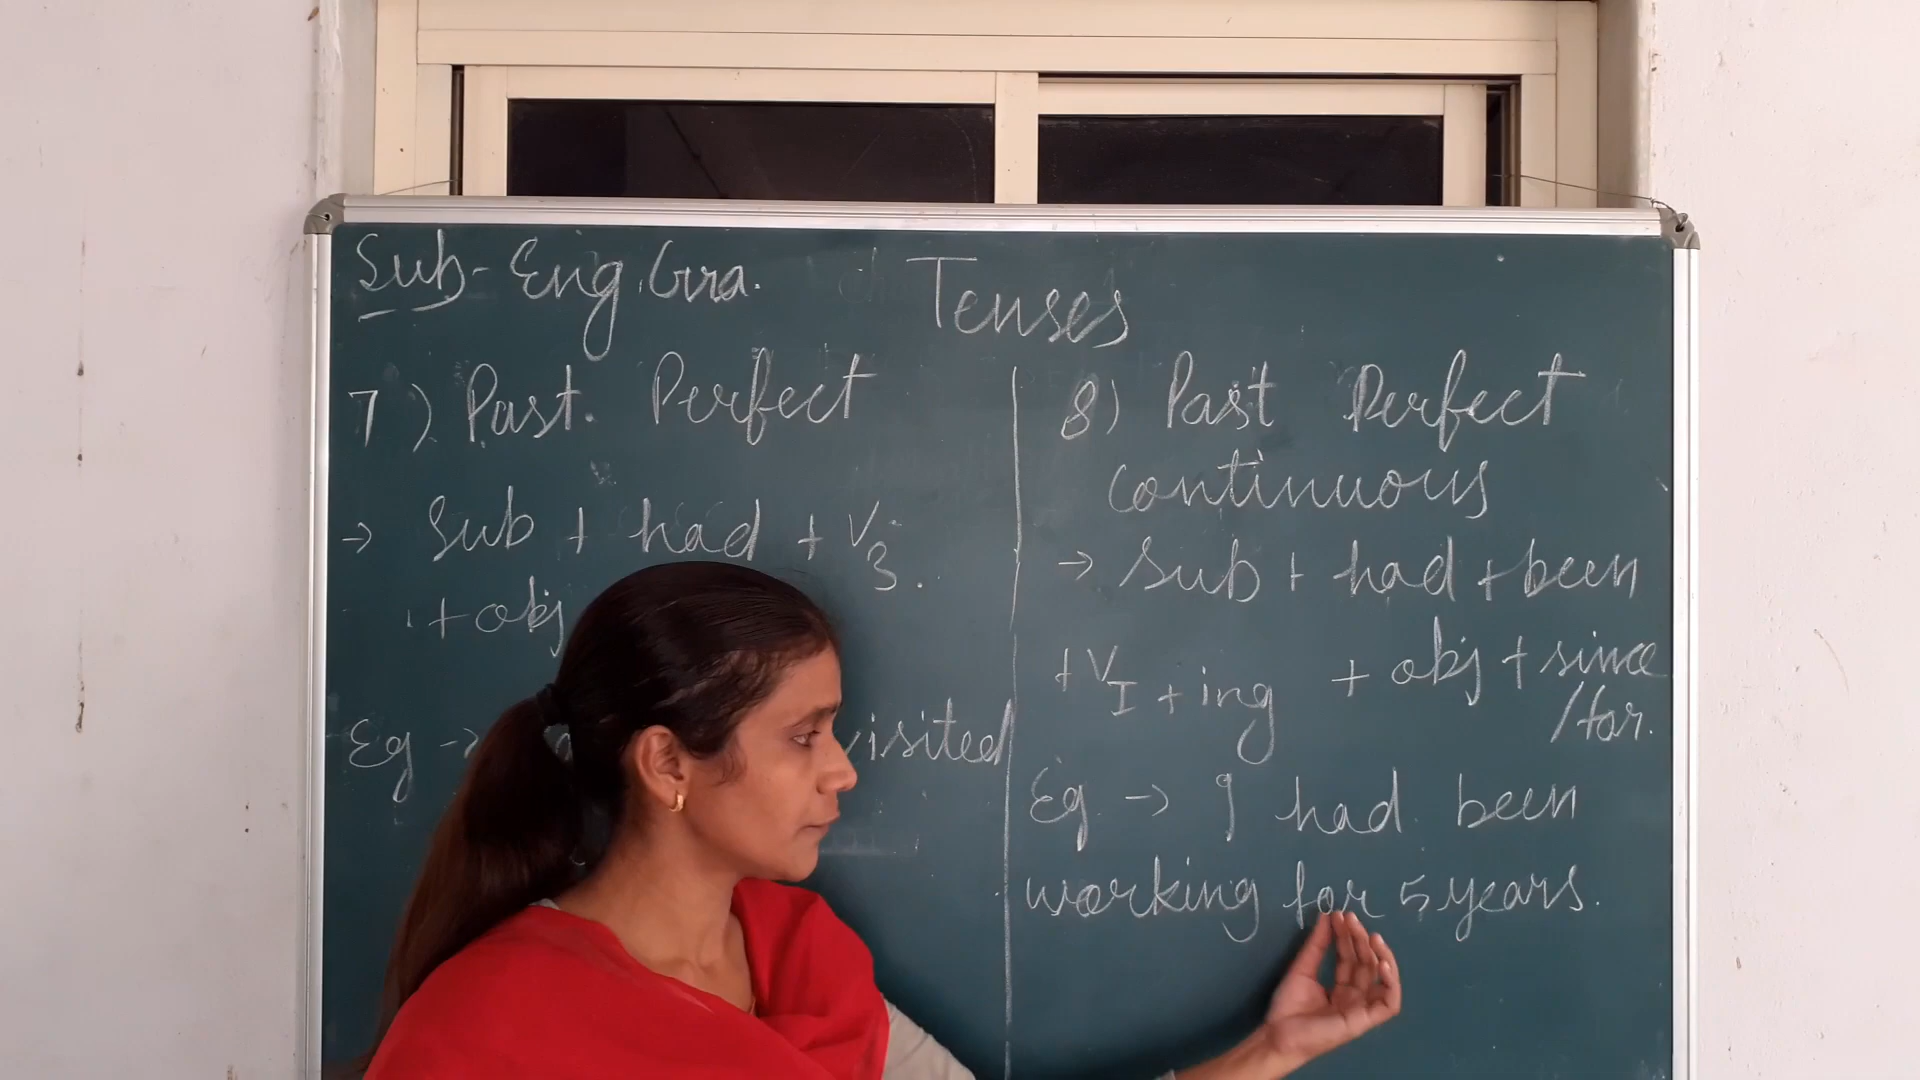 Sub- Eng. Gra.
Tenses
7) Past. Perfect
→ Sub + had + V3.
+ obj
Eg → visited
8) Past Perfect
continuous
→ Sub + had + been
+ VI + ing + obj + since
/for.
Eg → I had been
working for 5 years.